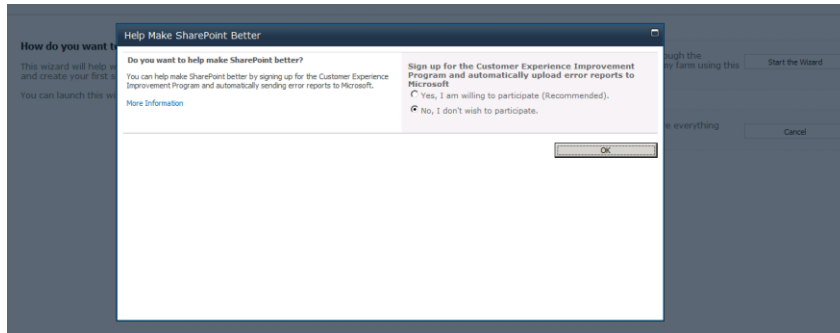 Help Make SharePoint Better
How do you want to
This wizard will help w
and create your first s
You can launch this wi
Do you want to help make SharePoint better?
You can help make SharePoint better by signing up for the Customer Experience
Improvement Program and automatically sending error reports to Microsoft.
More Information
Sign up for the Customer Experience Improvement
Program and automatically upload error reports to
Microsoft
Yes, I am willing to participate (Recommended).
No, I don't wish to participate.
OK
ough the
my farm using this
Start the Wizard
e everything
Cancel